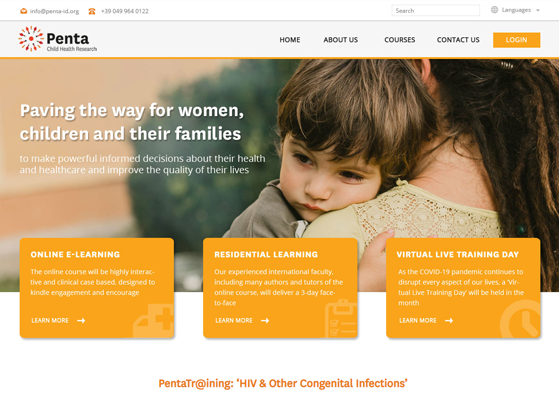 info@penta-id.org
+39 049 964 0122
Search
Languages
Penta
Child Health Research
HOME
ABOUT US
COURSES
CONTACT US
LOGIN
Paving the way for women,
children and their families
to make powerful informed decisions about their health
and healthcare and improve the quality of their lives
ONLINE E-LEARNING
The online course will be highly interac-
tive and clinical case based, designed to
kindle engagement and encourage
LEARN MORE
RESIDENTIAL LEARNING
Our experienced international faculty,
including many authors and tutors of the
online course, will deliver a 3-day face-
to-face
LEARN MORE
VIRTUAL LIVE TRAINING DAY
As the COVID-19 pandemic continues to
disrupt every aspect of our lives. a 'Vir-
tual Live Training Day' will be held in the
month
LEARN MORE
PentaTr@ining: 'HIV & Other Congenital Infections'